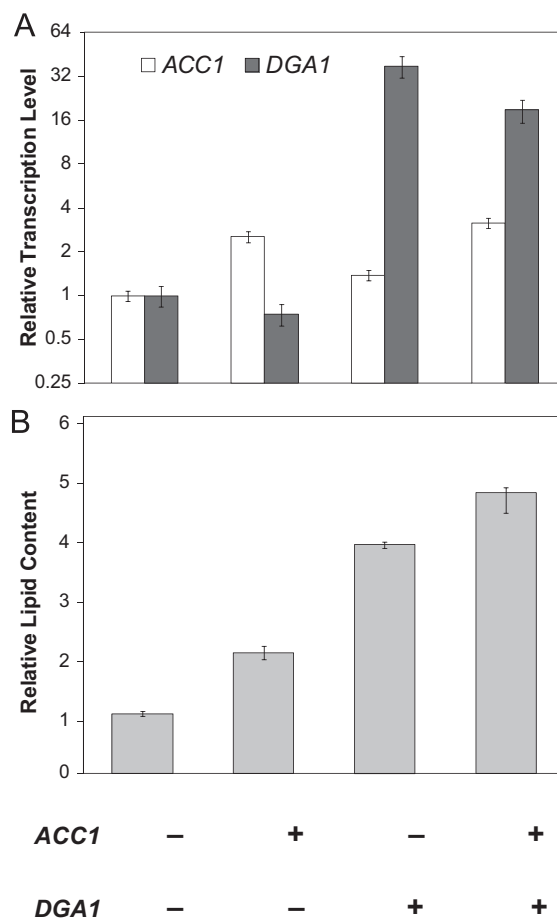 A
64
32
16
8
4
2
1
0.5
0.25
Relative Transcription Level
ACC1 DGA1
B
6
5
4
3
2
1
0
Relative Lipid Content
ACC1 – + – +
DGA1 – – + +